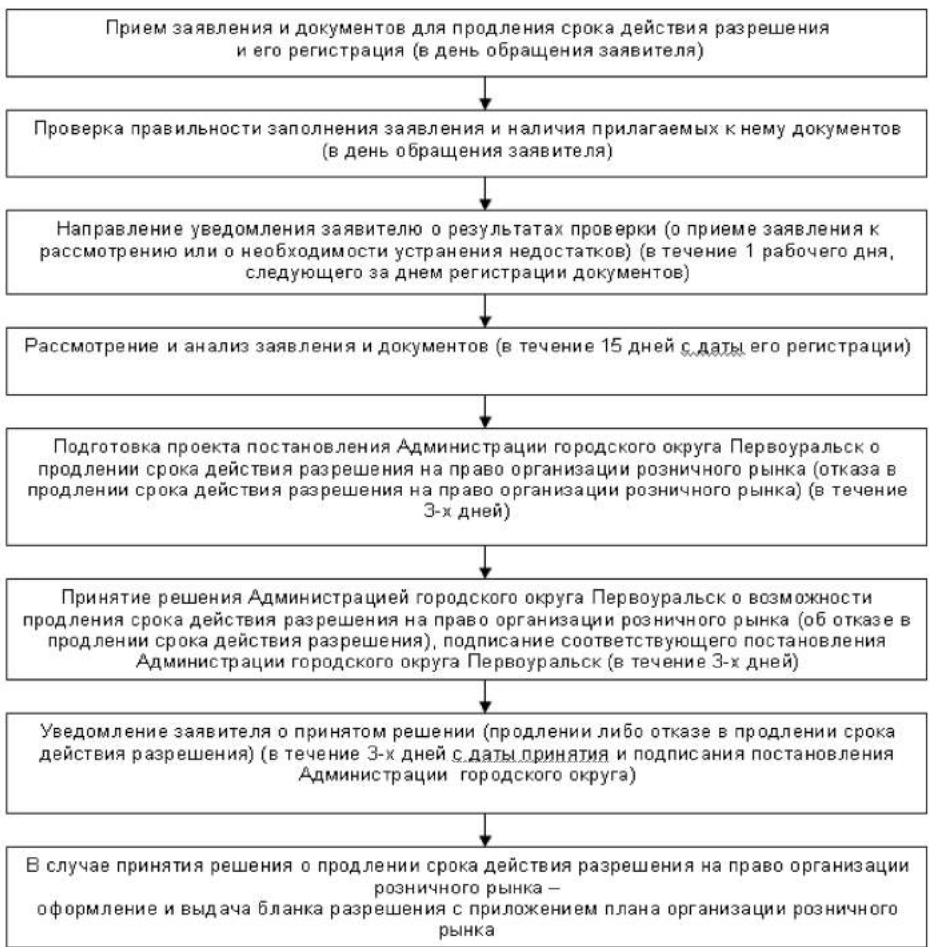 Прием заявления и документов для продления срока действия разрешения
и его регистрация (в день обращения заявителя)
Проверка правильности заполнения заявления и наличия прилагаемых к нему документов
(в день обращения заявителя)
Направление уведомления заявителю о результатах проверки (о приеме заявления к
рассмотрению или о необходимости устранения недостатков) (в течение 1 рабочего дня,
следующего за днем регистрации документов)
Рассмотрение и анализ заявления и документов (в течение 15 дней с даты его регистрации)
Подготовка проекта постановления Администрации городского округа Первоуральск о
продлении срока действия разрешения на право организации розничного рынка (отказа в
продлении срока действия разрешения на право организации розничного рынка) (в течение
3-х дней)
Принятие решения Администрацией городского округа Первоуральск о возможности
продления срока действия разрешения на право организации розничного рынка (об отказе в
продлении срока действия разрешения), подписание соответствующего постановления
Администрации городского округа Первоуральск (в течение 3-х дней)
Уведомление заявителя о принятом решении (продлении либо отказе в продлении срока
действия разрешения) (в течение 3-х дней с даты принятия и подписания постановления
Администрации городского округа)
В случае принятия решения о продлении срока действия разрешения на право организации
розничного рынка –
оформление и выдача бланка разрешения с приложением плана организации розничного
рынка